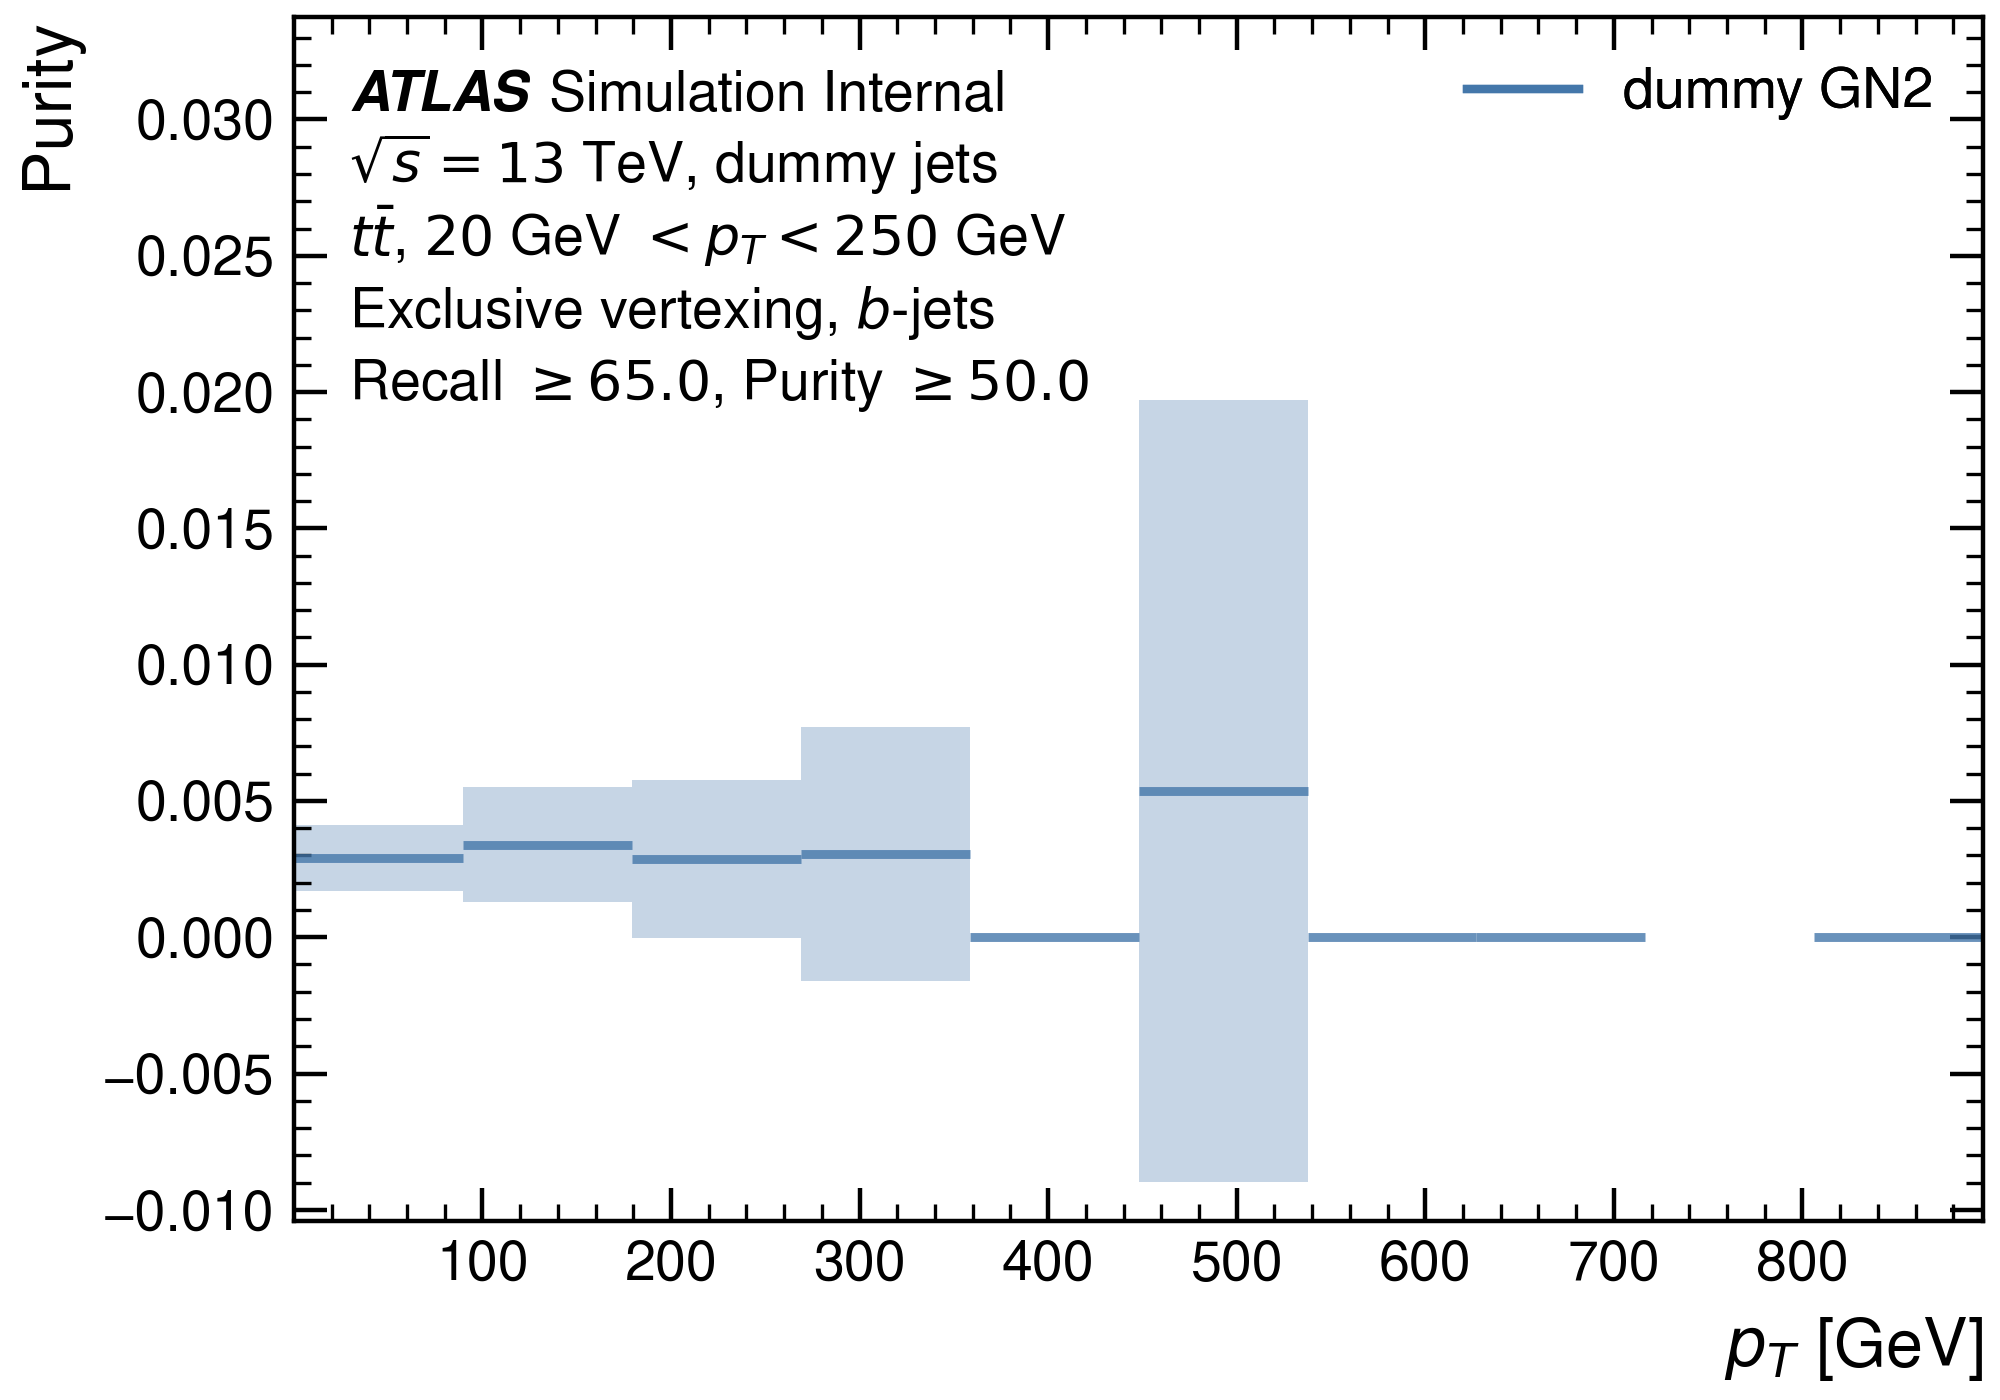 Purity
ATLAS Simulation Internal
√s = 13 TeV, dummy jets
tt̄, 20 GeV < p_T < 250 GeV
Exclusive vertexing, b-jets
Recall ≥ 65.0, Purity ≥ 50.0
dummy GN2
0.030
0.025
0.020
0.015
0.010
0.005
0.000
−0.005
−0.010
100 200 300 400 500 600 700 800
p_T [GeV]